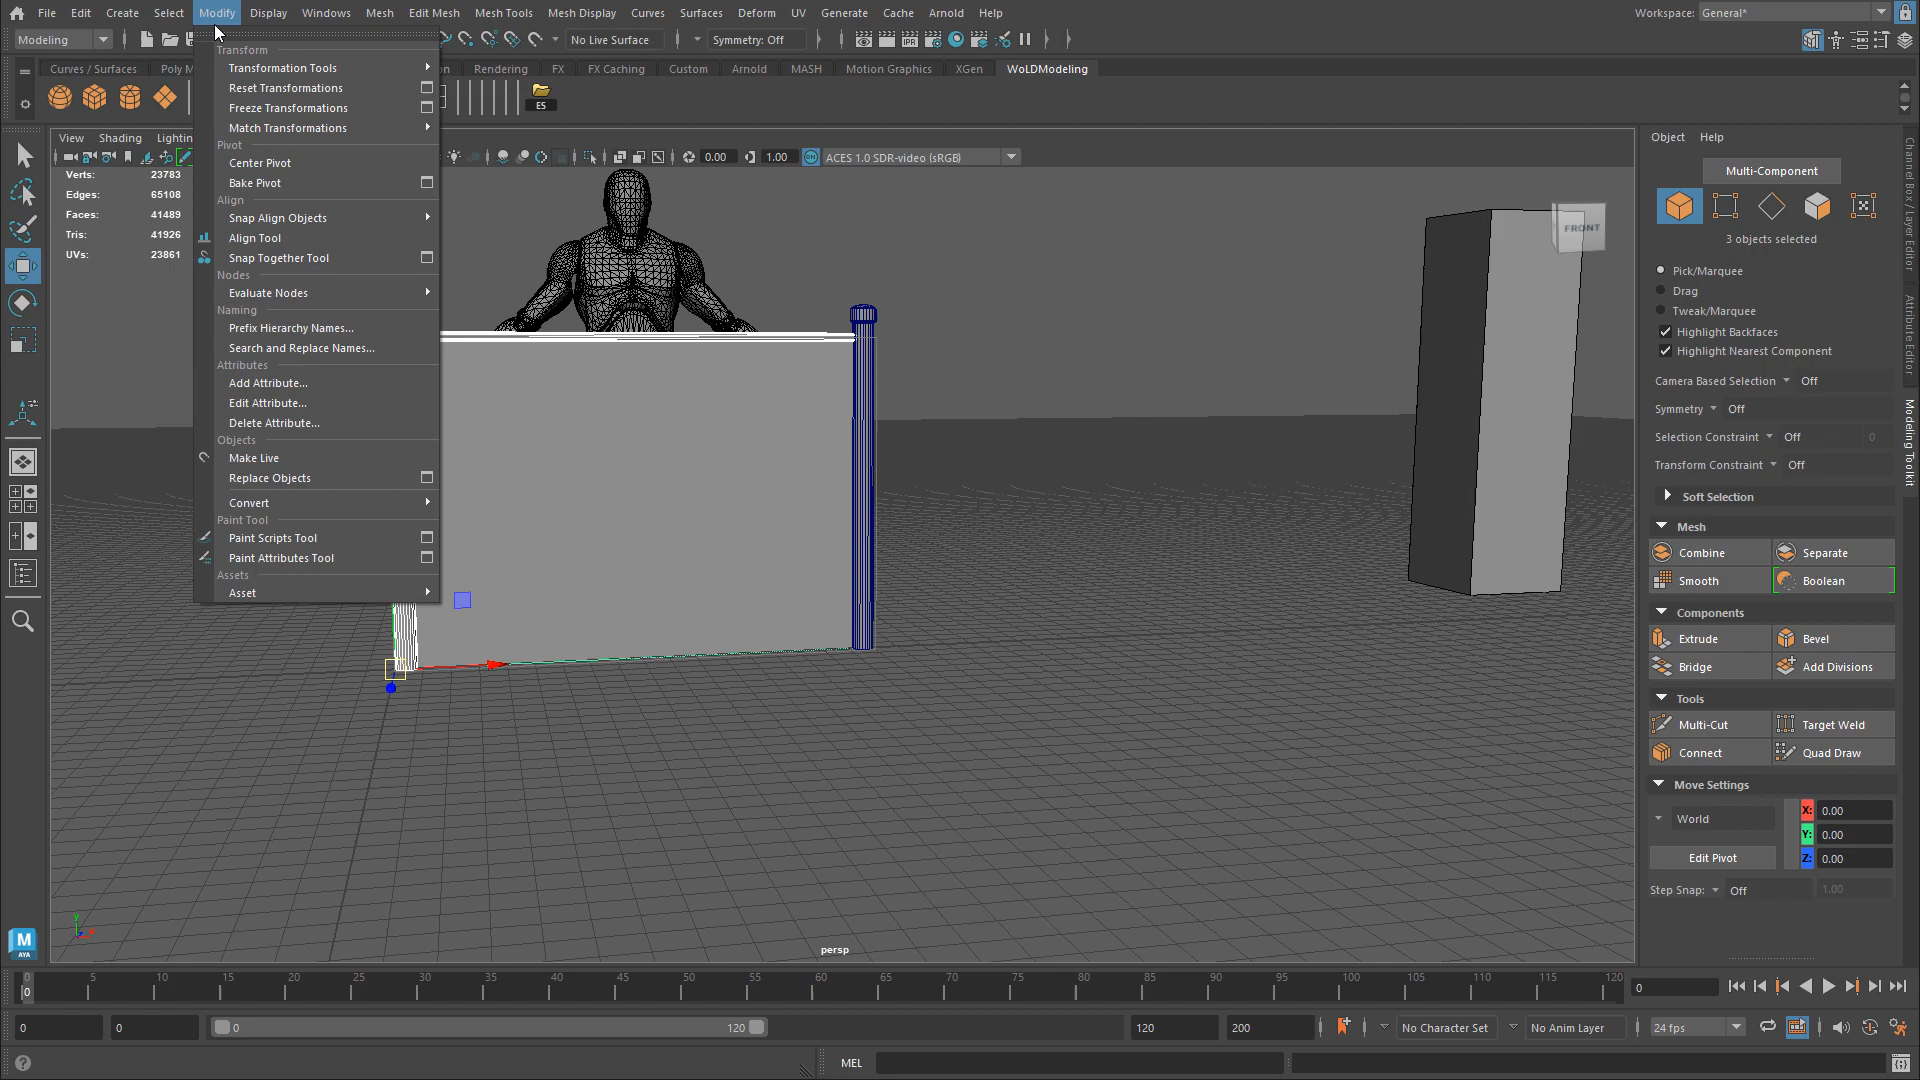 File Edit Create Select Modify Display Windows Mesh Edit Mesh Mesh Tools Mesh Display Curves Surfaces Deform UV Generate Cache Arnold Help Workspace: General*
Modeling No Live Surface Symmetry: Off IPR
Curves / Surfaces Poly M Rendering FX FX Caching Custom Arnold MASH Motion Graphics XGen WoLDModeling
ES
View Shading Lightin 0.00 1.00 ON ACES 1.0 SDR-video (sRGB)
Verts: 23783
Edges: 65108
Faces: 41489
Tris: 41926
UVs: 23861
Transform
Transformation Tools
Reset Transformations
Freeze Transformations
Match Transformations
Pivot
Center Pivot
Bake Pivot
Align
Snap Align Objects
Align Tool
Snap Together Tool
Nodes
Evaluate Nodes
Naming
Prefix Hierarchy Names...
Search and Replace Names...
Attributes
Add Attribute...
Edit Attribute...
Delete Attribute...
Objects
Make Live
Replace Objects
Convert
Paint Tool
Paint Scripts Tool
Paint Attributes Tool
Assets
Asset
FRONT
y
persp
Object Help
Multi-Component
3 objects selected
Pick/Marquee
Drag
Tweak/Marquee
Highlight Backfaces
Highlight Nearest Component
Camera Based Selection Off
Symmetry Off
Selection Constraint Off 0
Transform Constraint Off
Soft Selection
Mesh
Combine Separate
Smooth Boolean
Components
Extrude Bevel
Bridge Add Divisions
Tools
Multi-Cut Target Weld
Connect Quad Draw
Move Settings
World X: 0.00
Y: 0.00
Edit Pivot Z: 0.00
Step Snap: Off 1.00
Channel Box / Layer Editor
Attribute Editor
Modeling Toolkit
M
AYA
0 5 10 15 20 25 30 35 40 45 50 55 60 65 70 75 80 85 90 95 100 105 110 115 120
0 0
0 0 0 120 120 200 No Character Set No Anim Layer 24 fps
MEL